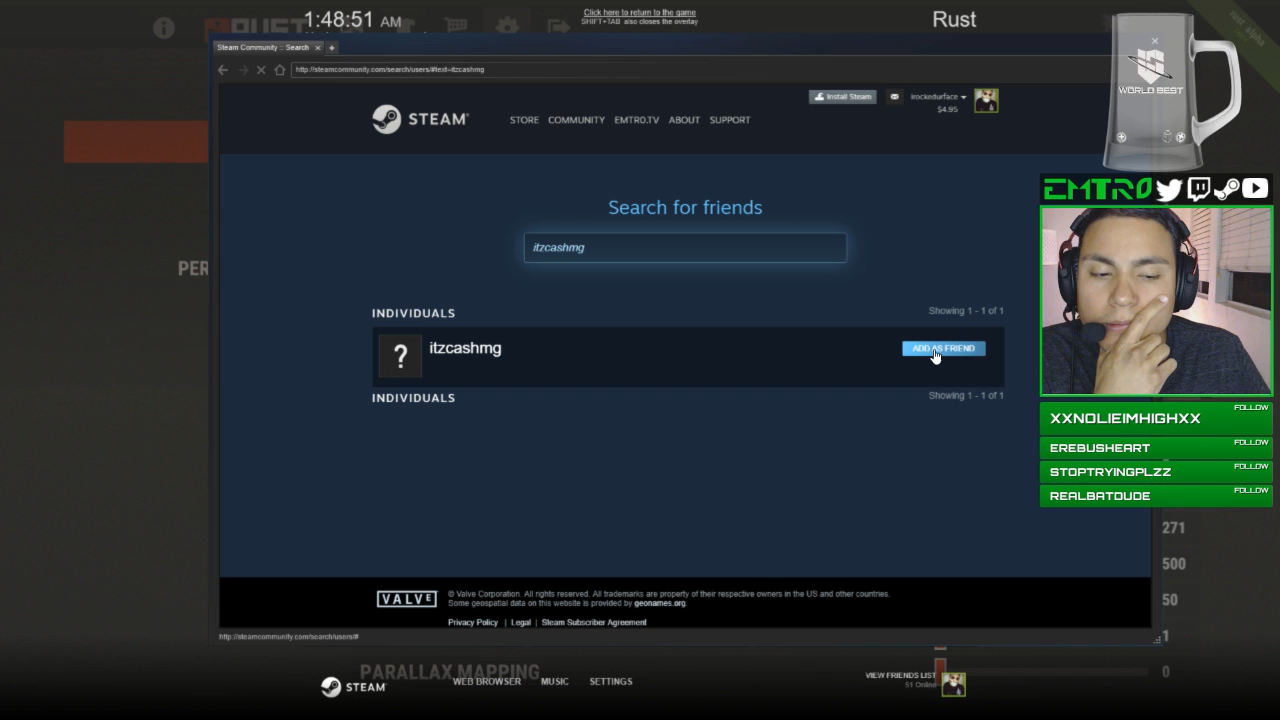 1:48:51 AM
Click here to return to the game
SHIFT+TAB also closes the overlay
Rust
RUST
Steam Community :: Search
http://steamcommunity.com/search/users/#text=itzcashmg
WORLD BEST
Install Steam
irockedurface
$4.95
STEAM
STORE COMMUNITY EMTR0.TV ABOUT SUPPORT
EMTR0
Search for friends
itzcashmg
PER
INDIVIDUALS
Showing 1 - 1 of 1
?
itzcashmg
ADD AS FRIEND
INDIVIDUALS
Showing 1 - 1 of 1
XXNOLIEIMHIGHXX FOLLOW
EREBUSHEART FOLLOW
STOPTRYINGPLZZ FOLLOW
REALBATDUDE FOLLOW
271
500
50
1
0
VALVE
© Valve Corporation. All rights reserved. All trademarks are property of their respective owners in the US and other countries.
Some geospatial data on this website is provided by geonames.org.
Privacy Policy | Legal | Steam Subscriber Agreement
http://steamcommunity.com/search/users/#
PARALLAX MAPPING
STEAM
WEB BROWSER MUSIC SETTINGS
VIEW FRIENDS LIST
51 Online